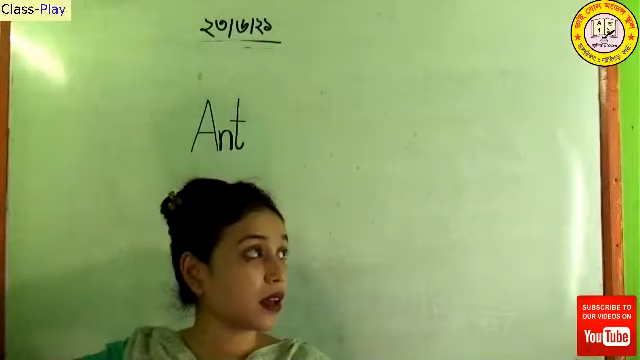 Class-Play
২৩/৬/২১
Ant
SUBSCRIBE TO
OUR VIDEOS ON
YouTube